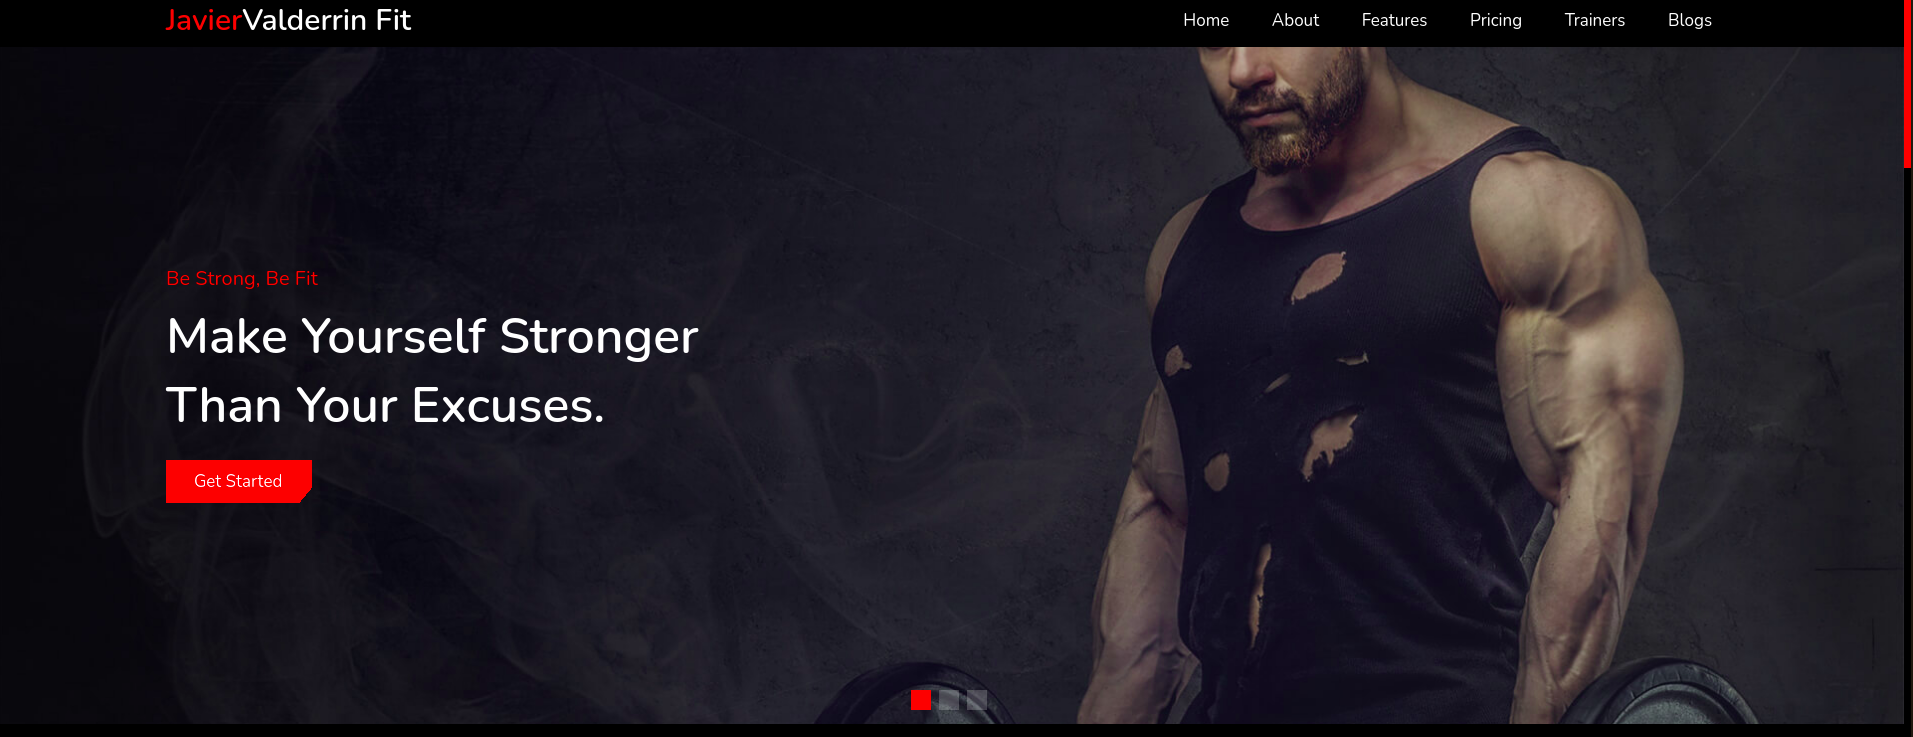 JavierValderrin Fit
Home About Features Pricing Trainers Blogs
Be Strong, Be Fit
Make Yourself Stronger
Than Your Excuses.
Get Started